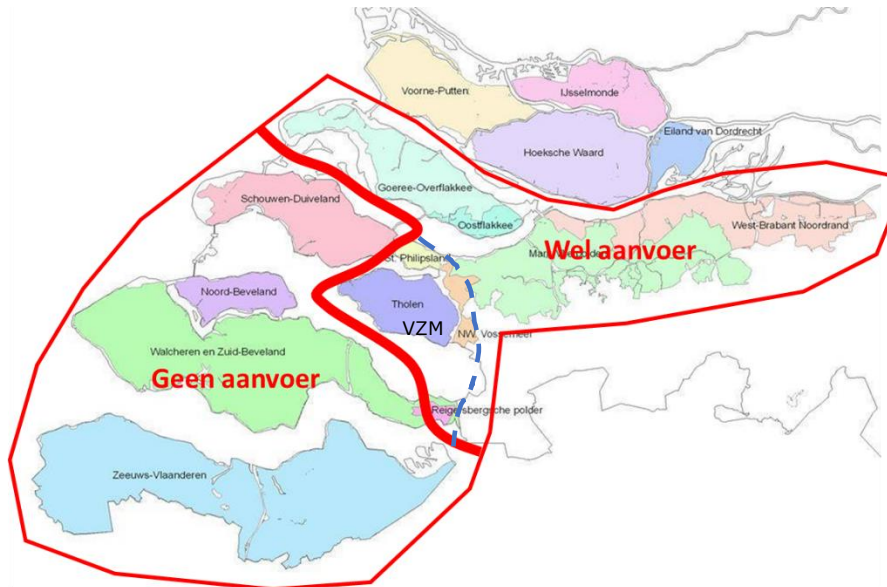 Voorne-Putten
IJsselmonde
Eiland van Dordrecht
Hoeksche Waard
Goeree-Overflakkee
Schouwen-Duiveland
Oostflakkee
West-Brabant Noordrand
Wel aanvoer
St. Philipsland
Noord-Beveland
Tholen
VZM
NW. Vossemeer
Walcheren en Zuid-Beveland
Geen aanvoer
Reigersbergsche polder
Zeeuws-Vlaanderen